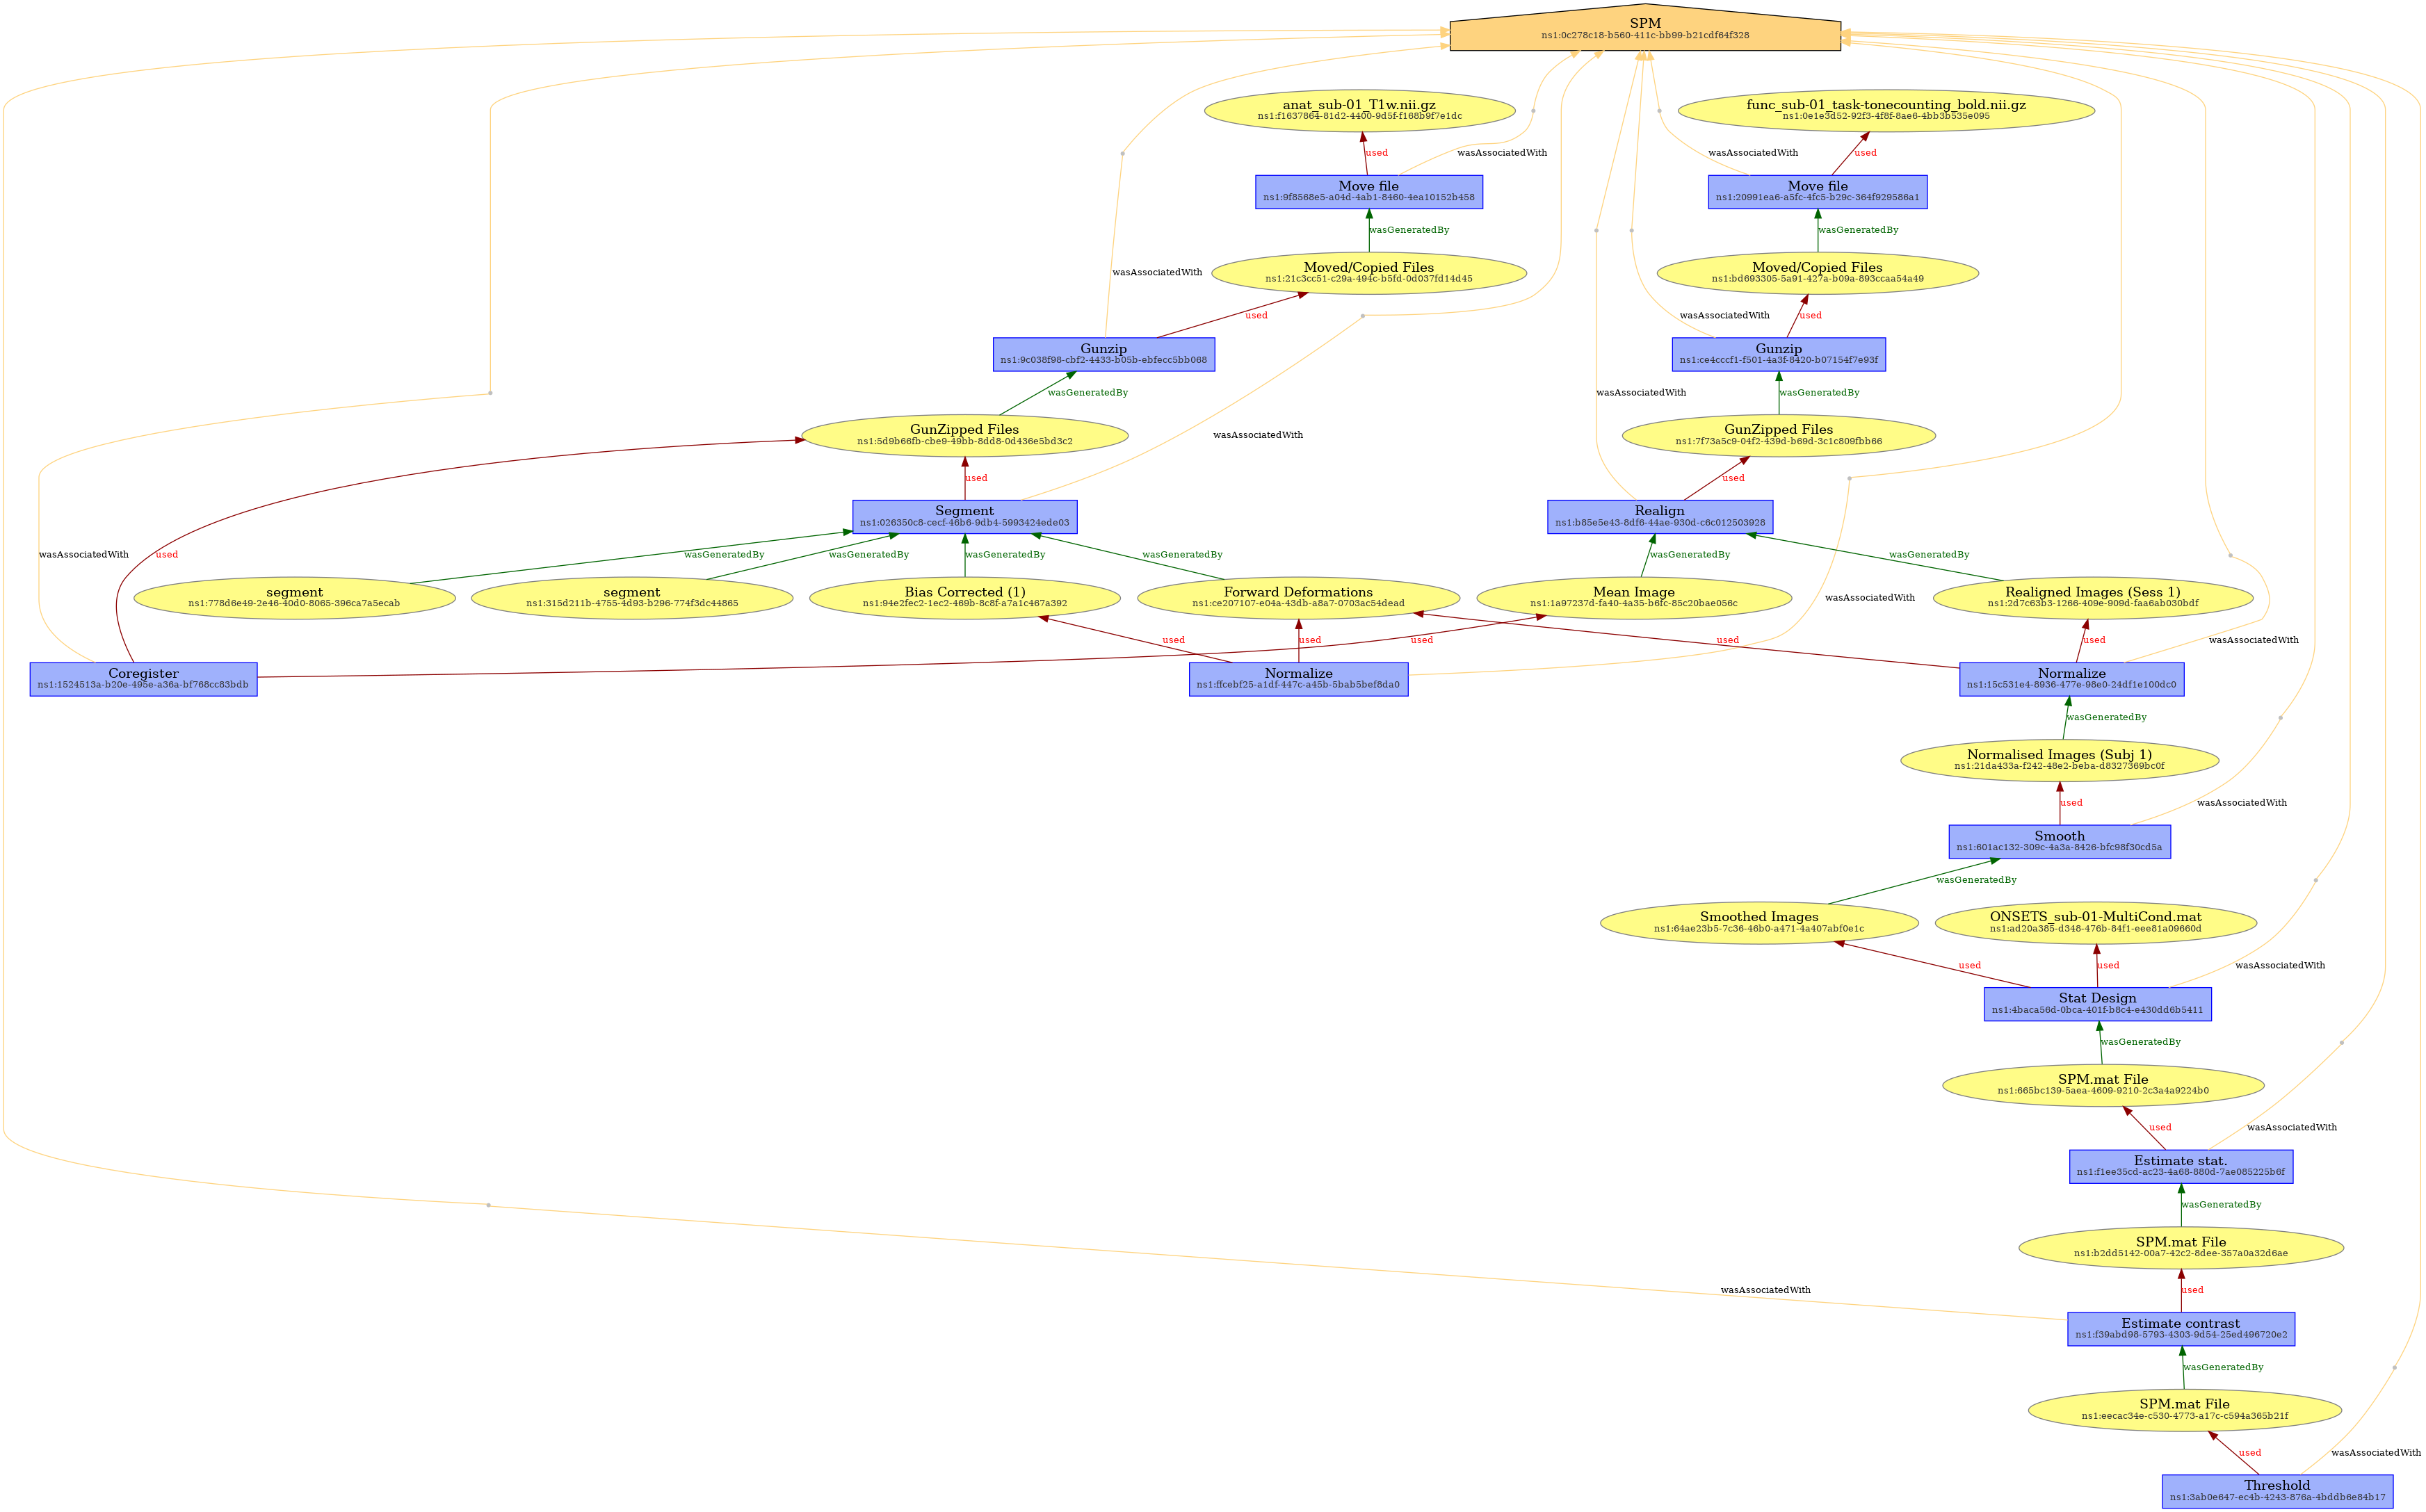 SPM
ns1:0c278c18-b560-411c-bb99-b21cdf64f328
anat_sub-01_T1w.nii.gz
ns1:f1637864-81d2-4400-9d5f-f168b9f7e1dc
func_sub-01_task-tonecounting_bold.nii.gz
ns1:0e1e3d52-92f3-4f8f-8ae6-4bb3b535e095
used
wasAssociatedWith
wasAssociatedWith
used
Move file
ns1:9f8568e5-a04d-4ab1-8460-4ea10152b458
Move file
ns1:20991ea6-a5fc-4fc5-b29c-364f929586a1
wasGeneratedBy
wasGeneratedBy
wasAssociatedWith
Moved/Copied Files
ns1:21c3cc51-c29a-494c-b5fd-0d037fd14d45
Moved/Copied Files
ns1:bd693305-5a91-427a-b09a-893ccaa54a49
used
wasAssociatedWith
used
Gunzip
ns1:9c038f98-cbf2-4433-b05b-ebfecc5bb068
Gunzip
ns1:ce4cccf1-f501-4a3f-8420-b07154f7e93f
wasGeneratedBy
wasAssociatedWith
wasGeneratedBy
GunZipped Files
ns1:5d9b66fb-cbe9-49bb-8dd8-0d436e5bd3c2
wasAssociatedWith
GunZipped Files
ns1:7f73a5c9-04f2-439d-b69d-3c1c809fbb66
used
used
Segment
ns1:026350c8-cecf-46b6-9db4-5993424ede03
Realign
ns1:b85e5e43-8df6-44ae-930d-c6c012503928
wasAssociatedWith
used
wasGeneratedBy
wasGeneratedBy
wasGeneratedBy
wasGeneratedBy
wasGeneratedBy
wasGeneratedBy
segment
ns1:778d6e49-2e46-40d0-8065-396ca7a5ecab
segment
ns1:315d211b-4755-4d93-b296-774f3dc44865
Bias Corrected (1)
ns1:94e2fec2-1ec2-469b-8c8f-a7a1c467a392
Forward Deformations
ns1:ce207107-e04a-43db-a8a7-0703ac54dead
Mean Image
ns1:1a97237d-fa40-4a35-b6fc-85c20bae056c
wasAssociatedWith
Realigned Images (Sess 1)
ns1:2d7c63b3-1266-409e-909d-faa6ab030bdf
used
used
used
used
used
wasAssociatedWith
Coregister
ns1:1524513a-b20e-495e-a36a-bf768cc83bdb
Normalize
ns1:ffcebf25-a1df-447c-a45b-5bab5bef8da0
Normalize
ns1:15c531e4-8936-477e-98e0-24df1e100dc0
wasGeneratedBy
Normalised Images (Subj 1)
ns1:21da433a-f242-48e2-beba-d8327369bc0f
used
wasAssociatedWith
Smooth
ns1:601ac132-309c-4a3a-8426-bfc98f30cd5a
wasGeneratedBy
Smoothed Images
ns1:64ae23b5-7c36-46b0-a471-4a407abf0e1c
ONSETS_sub-01-MultiCond.mat
ns1:ad20a385-d348-476b-84f1-eee81a09660d
used
used
wasAssociatedWith
Stat Design
ns1:4baca56d-0bca-401f-b8c4-e430dd6b5411
wasGeneratedBy
SPM.mat File
ns1:665bc139-5aea-4609-9210-2c3a4a9224b0
used
wasAssociatedWith
Estimate stat.
ns1:f1ee35cd-ac23-4a68-880d-7ae085225b6f
wasGeneratedBy
SPM.mat File
ns1:b2dd5142-00a7-42c2-8dee-357a0a32d6ae
wasAssociatedWith
used
Estimate contrast
ns1:f39abd98-5793-4303-9d54-25ed496720e2
wasGeneratedBy
SPM.mat File
ns1:eecac34e-c530-4773-a17c-c594a365b21f
used
wasAssociatedWith
Threshold
ns1:3ab0e647-ec4b-4243-876a-4bddb6e84b17